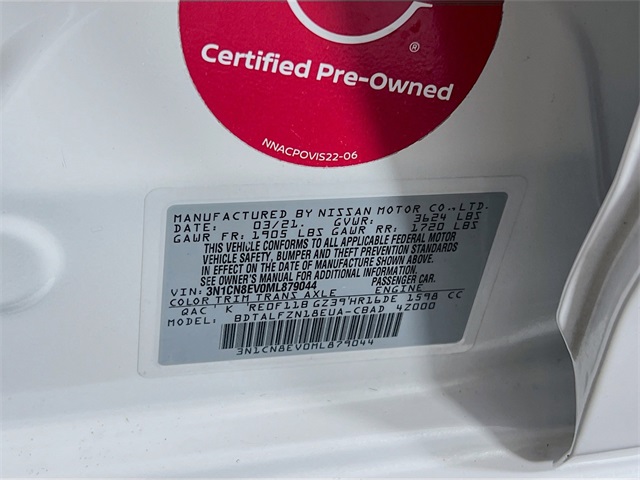 ®
Certified Pre-Owned
NNACPOVIS22-06
MANUFACTURED BY NISSAN MOTOR CO.,LTD.
DATE: 03/21. GVWR: 3624 LBS
GAWR FR: 1905 LBS GAWR RR: 1720 LBS
THIS VEHICLE CONFORMS TO ALL APPLICABLE FEDERAL MOTOR
VEHICLE SAFETY, BUMPER AND THEFT PREVENTION STANDARDS
IN EFFECT ON THE DATE OF MANUFACTURE SHOWN ABOVE.
SEE OWNER'S MANUAL FOR ADDITIONAL INFORMATION.
VIN: 3N1CN8EV0ML879044 PASSENGER CAR.
COLOR TRIM TRANS AXLE ENGINE
QAC K RE0F11B GZ39 HR16DE 1598 CC
BDTALFZN18EUA-CBAD 4Z000
3N1CN8EV0ML879044